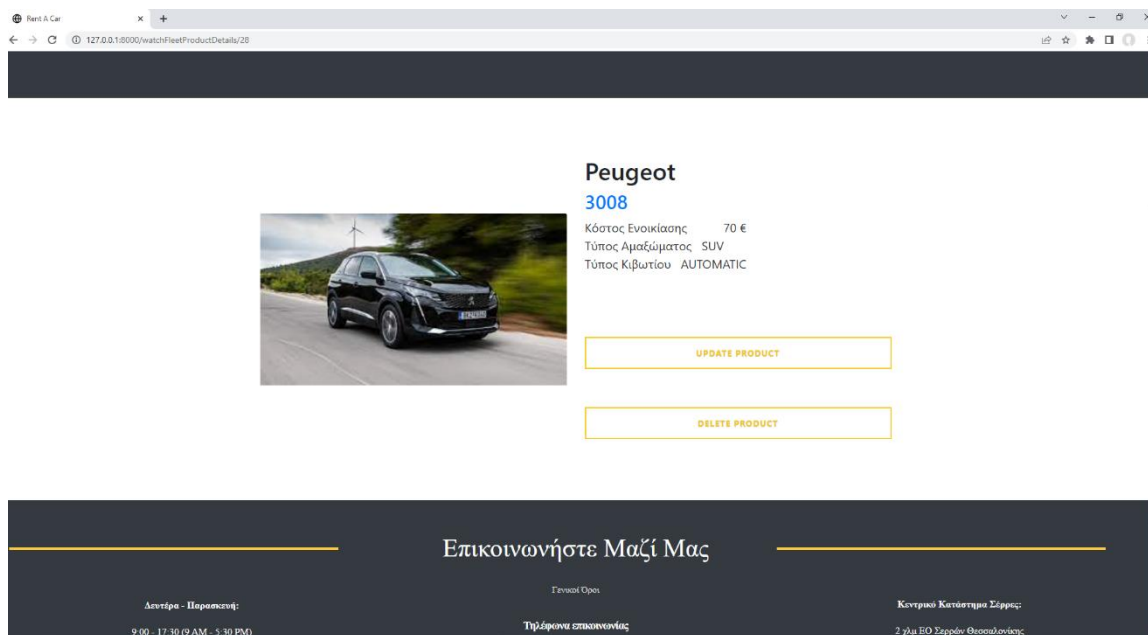 Rent A Car
127.0.0.1:8000/watchFleetProductDetails/28
Peugeot
3008
Κόστος Ενοικίασης 70 €
Τύπος Αμαξώματος SUV
Τύπος Κιβωτίου AUTOMATIC
UPDATE PRODUCT
DELETE PRODUCT
Επικοινωνήστε Μαζί Μας
Γενικοί Όροι
Δευτέρα - Παρασκευή:
9:00 - 17:30 (9 AM - 5:30 PM)
Τηλέφωνα επικοινωνίας
Κεντρικό Κατάστημα Σέρρες:
2 χλμ ΕΟ Σερρών Θεσσαλονίκης